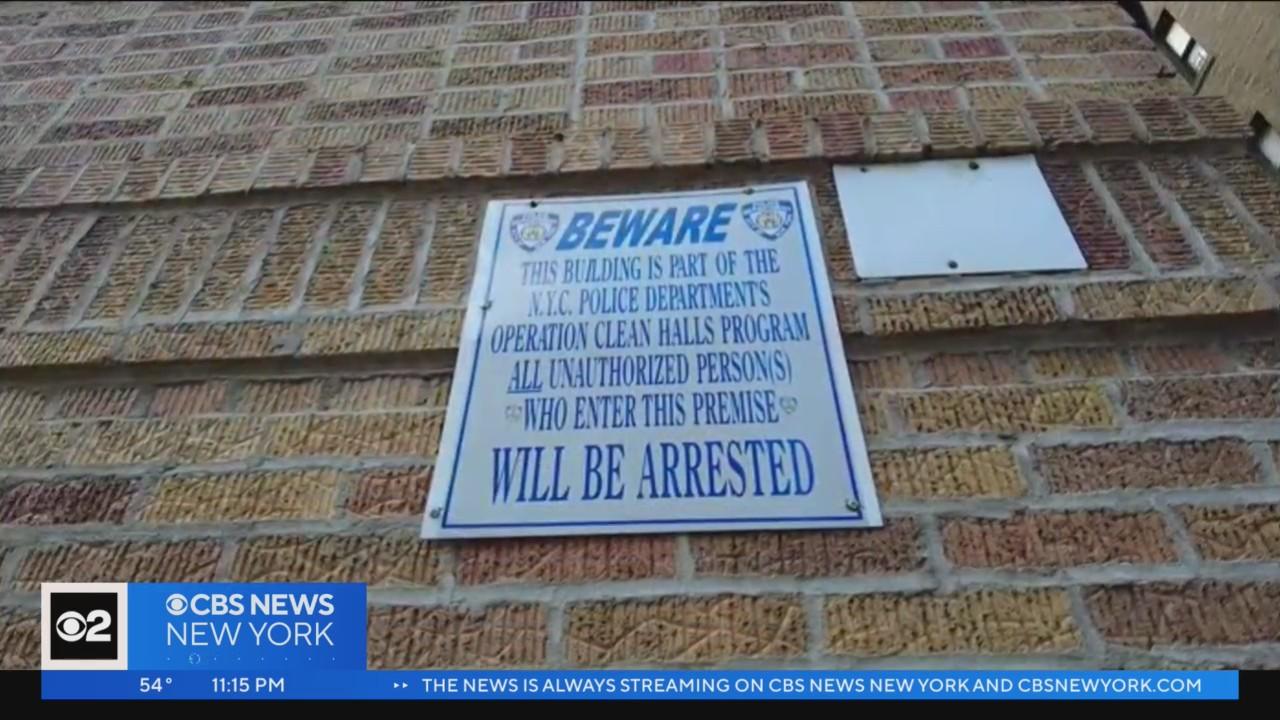 BEWARE
THIS BUILDING IS PART OF THE
N.Y.C. POLICE DEPARTMENT'S
OPERATION CLEAN HALLS PROGRAM
ALL UNAUTHORIZED PERSON(S)
WHO ENTER THIS PREMISE
WILL BE ARRESTED
2
CBS NEWS
NEW YORK
54° 11:15 PM THE NEWS IS ALWAYS STREAMING ON CBS NEWS NEW YORK AND CBSNEWYORK.COM